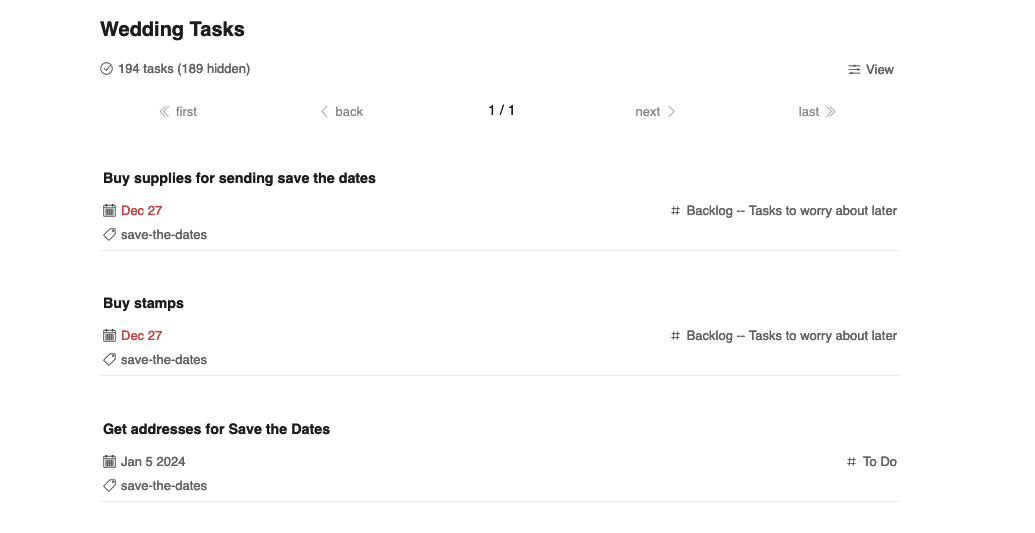 Wedding Tasks
194 tasks (189 hidden) View
first back 1 / 1 next last
Buy supplies for sending save the dates
Dec 27 # Backlog -- Tasks to worry about later
save-the-dates
Buy stamps
Dec 27 # Backlog -- Tasks to worry about later
save-the-dates
Get addresses for Save the Dates
Jan 5 2024 # To Do
save-the-dates